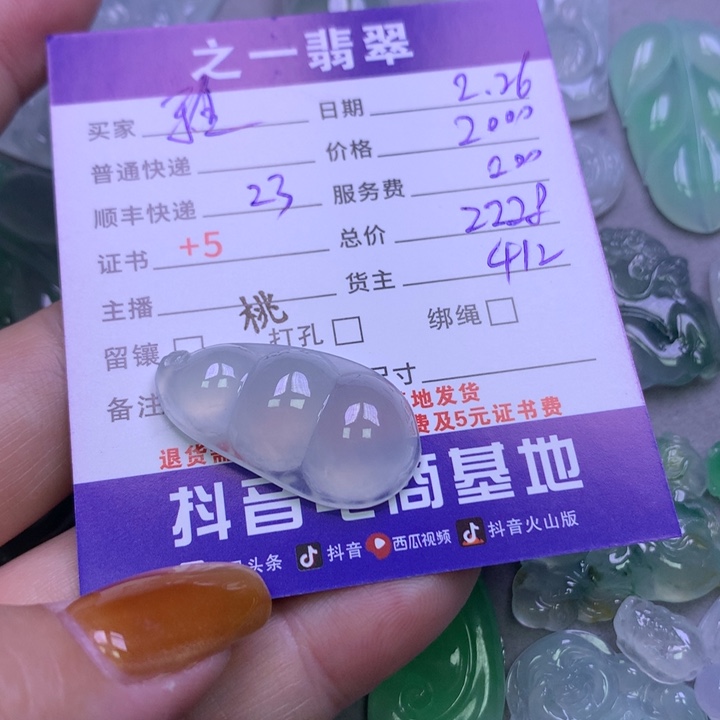 之一翡翠
买家 日期 2.26
普通快递 价格 2000
顺丰快递 23 服务费 200
证书 +5 总价 2228
主播 桃 货主 412
留镶 打孔 绑绳
备注 尺寸
地发货
退货 费及5元证书费
抖音电商基地
头条 抖音 西瓜视频 抖音火山版